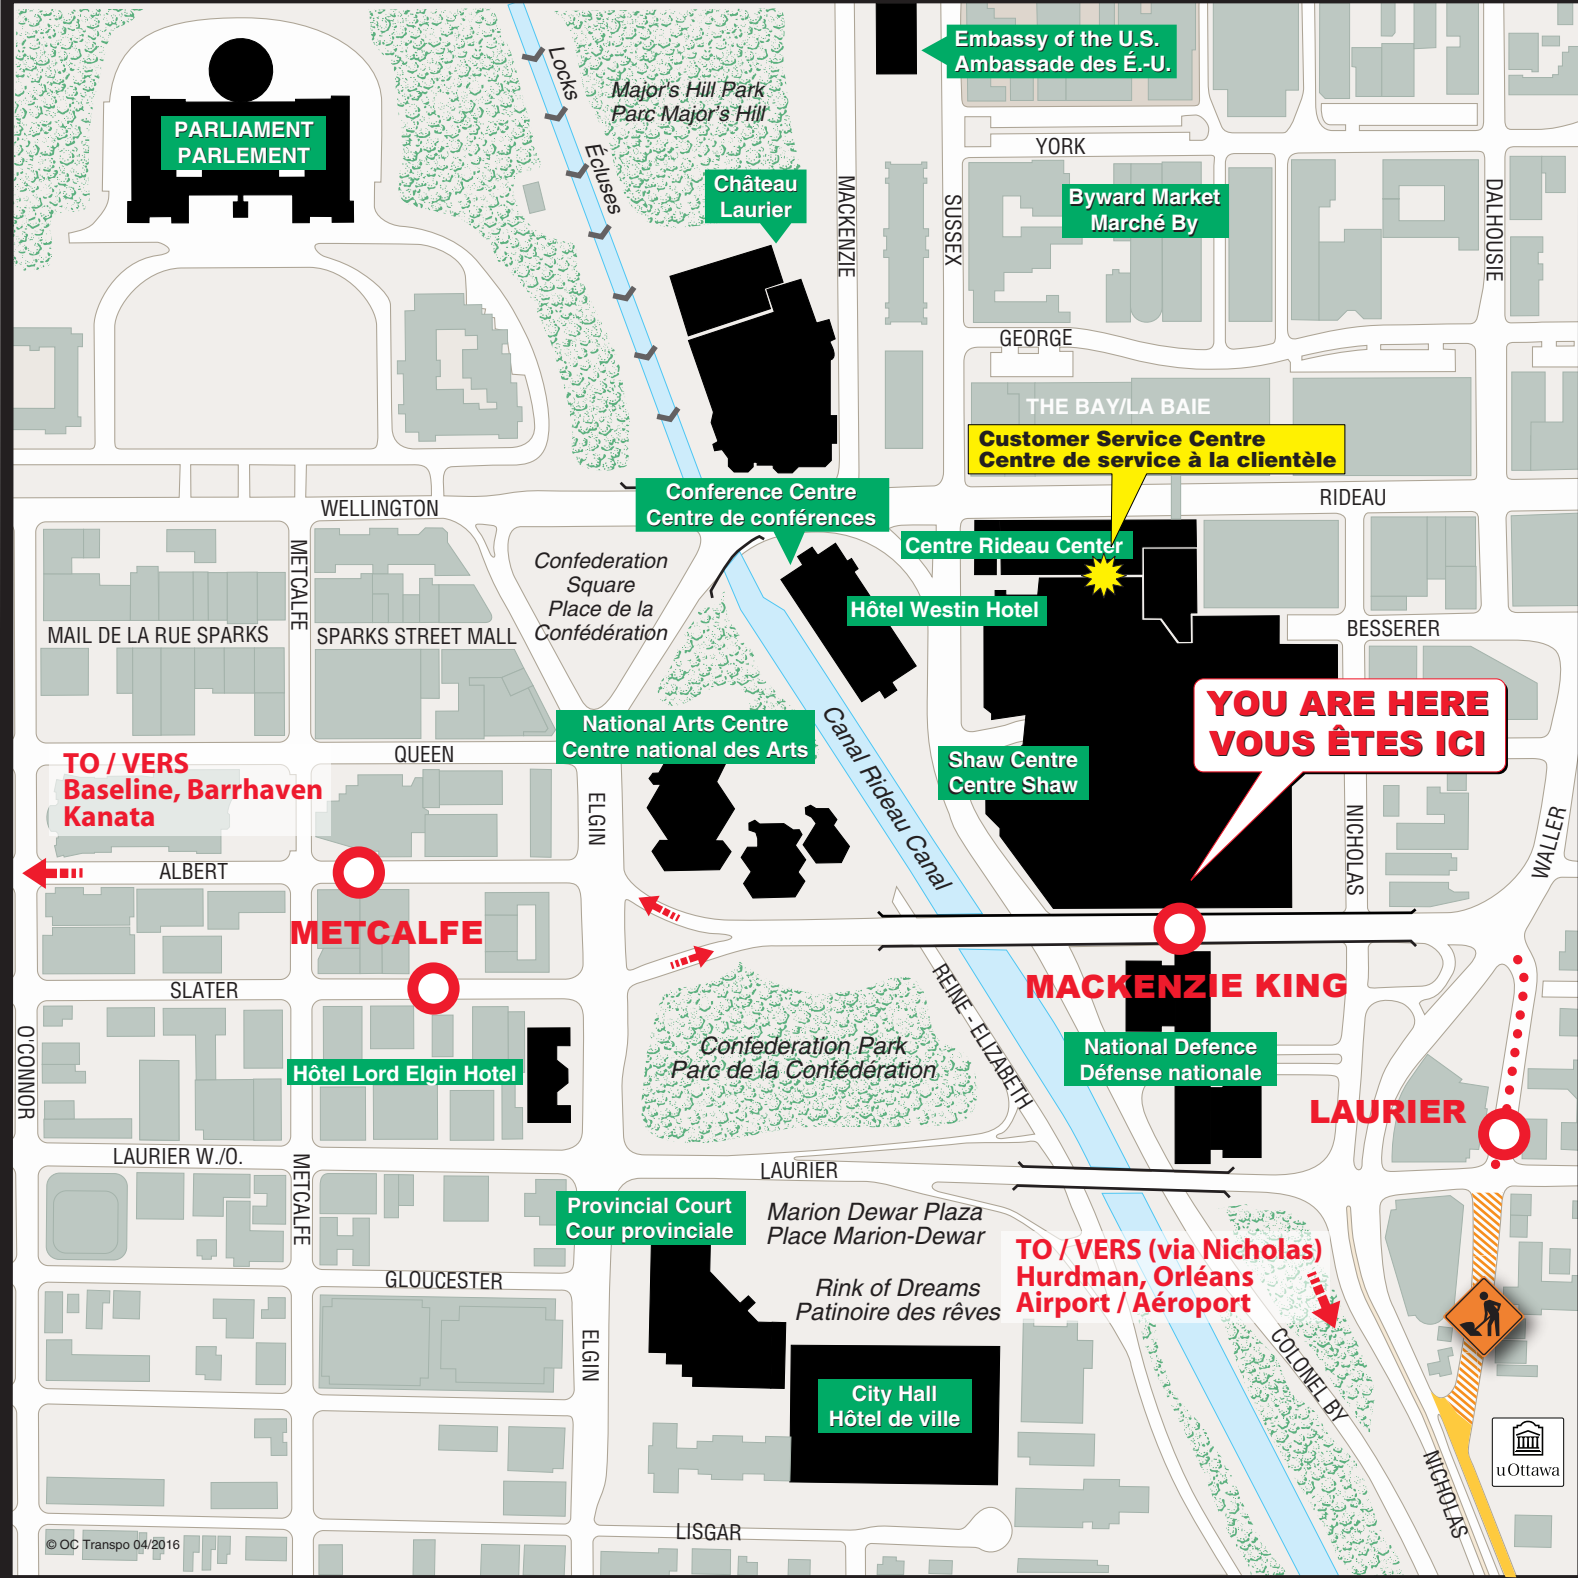 Embassy of the U.S.
Ambassade des É.-U.
Locks
Écluses
Major's Hill Park
Parc Major's Hill
PARLIAMENT
PARLEMENT
YORK
Château
Laurier
MACKENZIE
SUSSEX
Byward Market
Marché By
DALHOUSIE
GEORGE
THE BAY/LA BAIE
Customer Service Centre
Centre de service à la clientèle
Conference Centre
Centre de conférences
RIDEAU
WELLINGTON
METCALFE
Confederation
Square
Place de la
Confédération
Centre Rideau Center
Hôtel Westin Hotel
BESSERER
MAIL DE LA RUE SPARKS
SPARKS STREET MALL
YOU ARE HERE
VOUS ÊTES ICI
National Arts Centre
Centre national des Arts
Canal Rideau Canal
QUEEN
TO / VERS
Baseline, Barrhaven
Kanata
Shaw Centre
Centre Shaw
ELGIN
NICHOLAS
WALLER
ALBERT
METCALFE
SLATER
REINE - ELIZABETH
MACKENZIE KING
O'CONNOR
Confederation Park
Parc de la Confédération
National Defence
Défense nationale
Hôtel Lord Elgin Hotel
LAURIER
LAURIER W./O.
METCALFE
LAURIER
Provincial Court
Cour provinciale
Marion Dewar Plaza
Place Marion-Dewar
TO / VERS (via Nicholas)
Hurdman, Orléans
Airport / Aéroport
GLOUCESTER
Rink of Dreams
Patinoire des rêves
ELGIN
COLONEL BY
City Hall
Hôtel de ville
NICHOLAS
uOttawa
LISGAR
© OC Transpo 04/2016